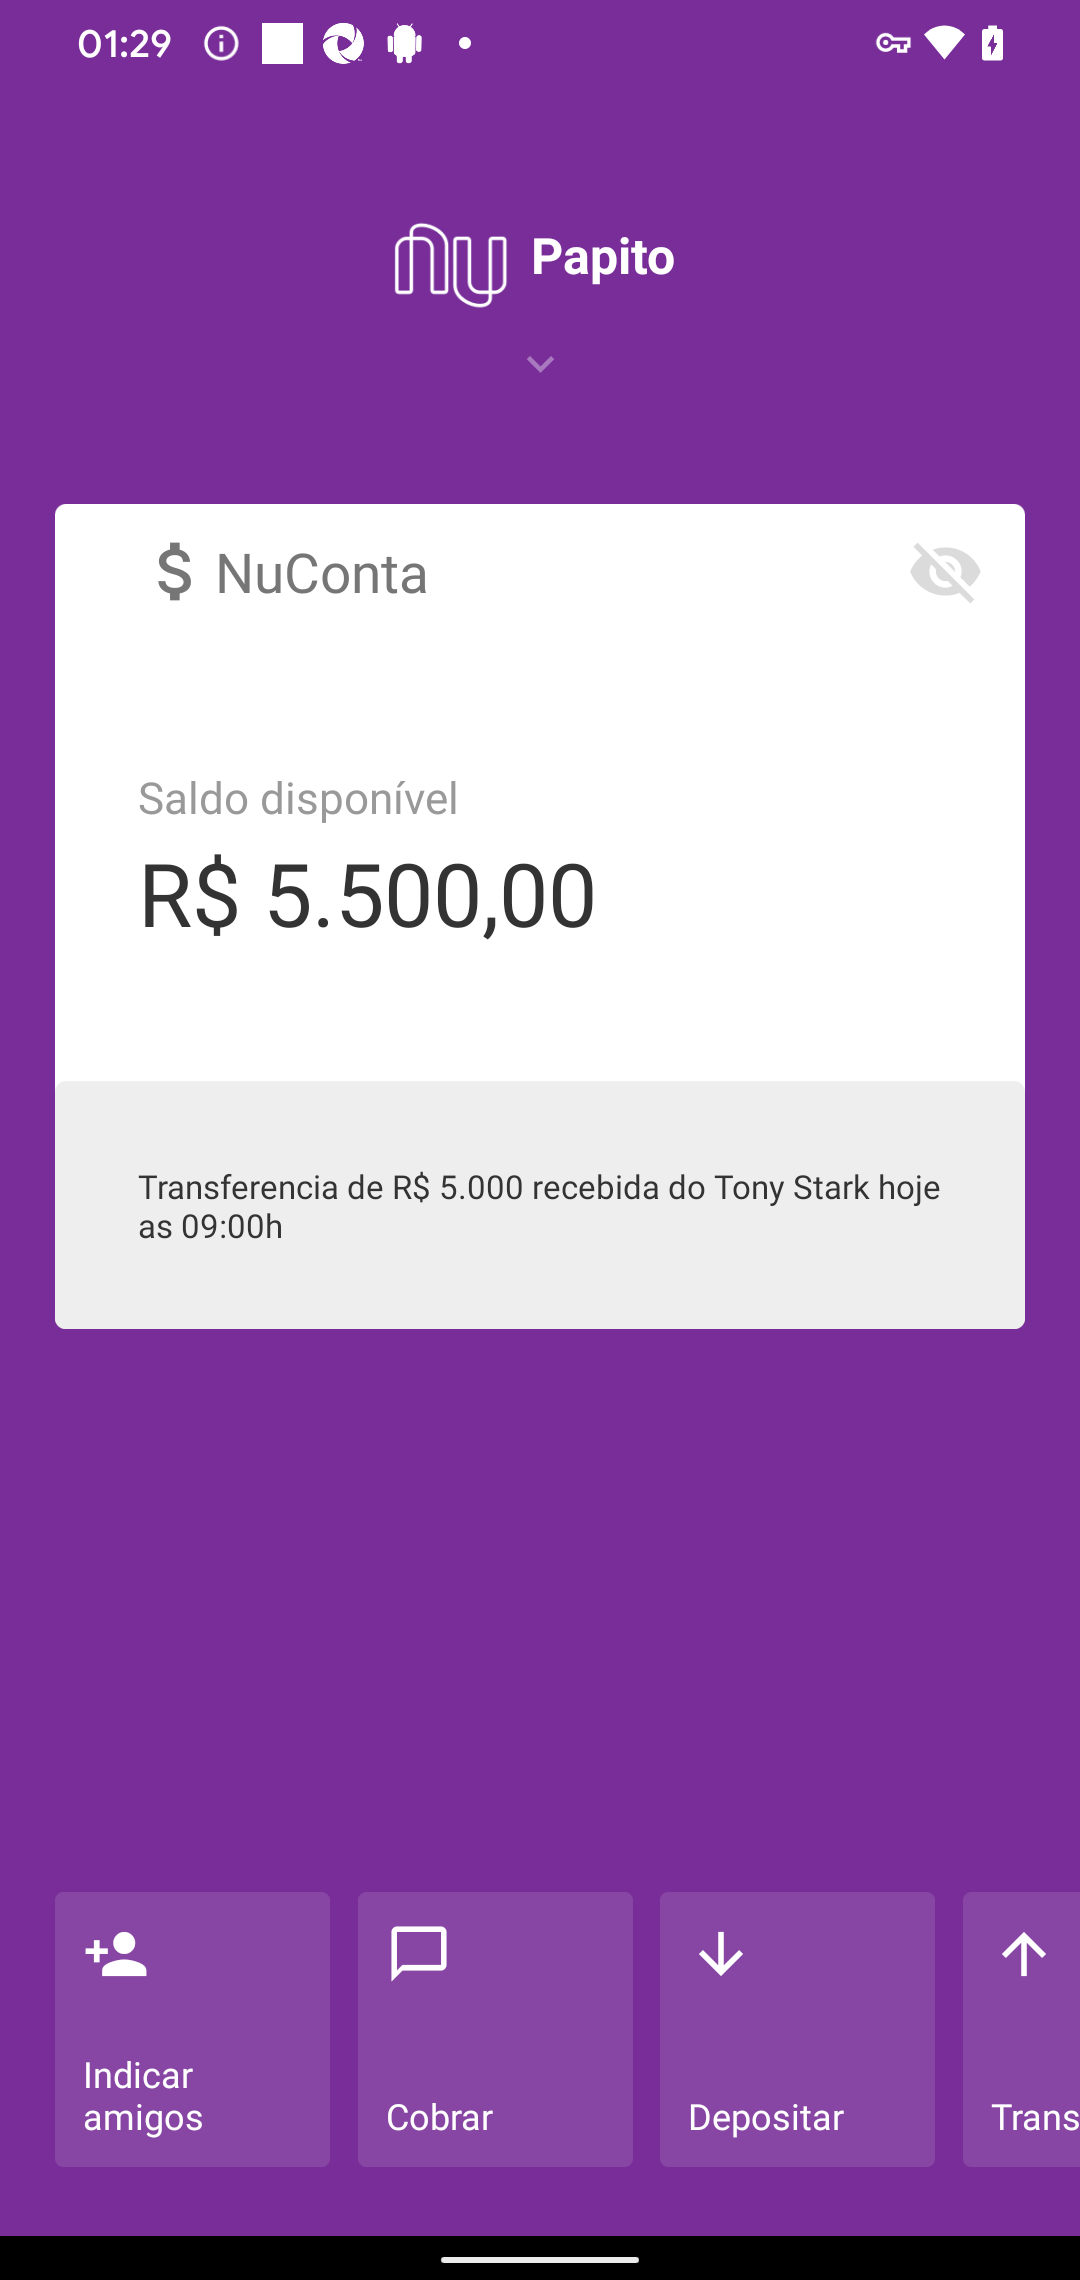 01:29
nu Papito
$ NuConta
Saldo disponível
R$ 5.500,00
Transferencia de R$ 5.000 recebida do Tony Stark hoje
as 09:00h
Indicar
amigos
Cobrar
Depositar
Trans